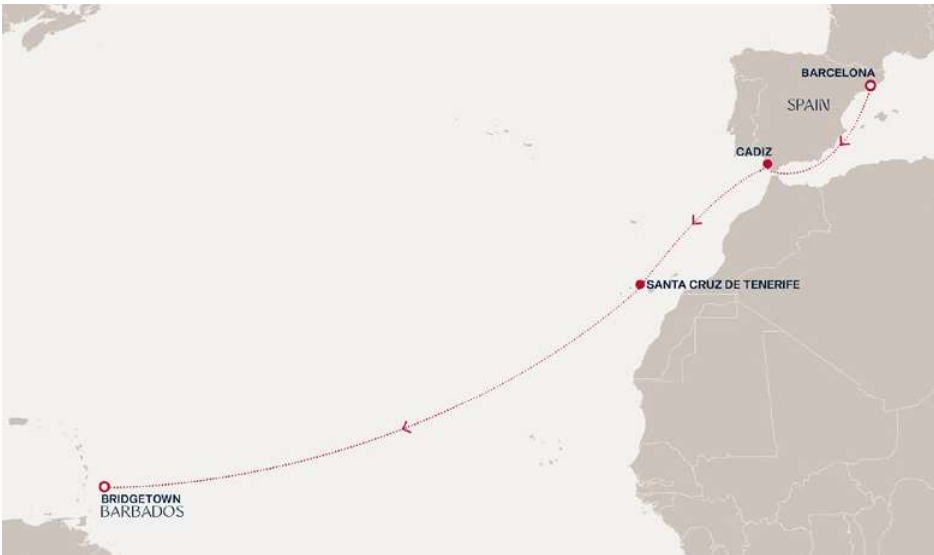 BARCELONA
SPAIN
CADIZ
SANTA CRUZ DE TENERIFE
BRIDGETOWN
BARBADOS